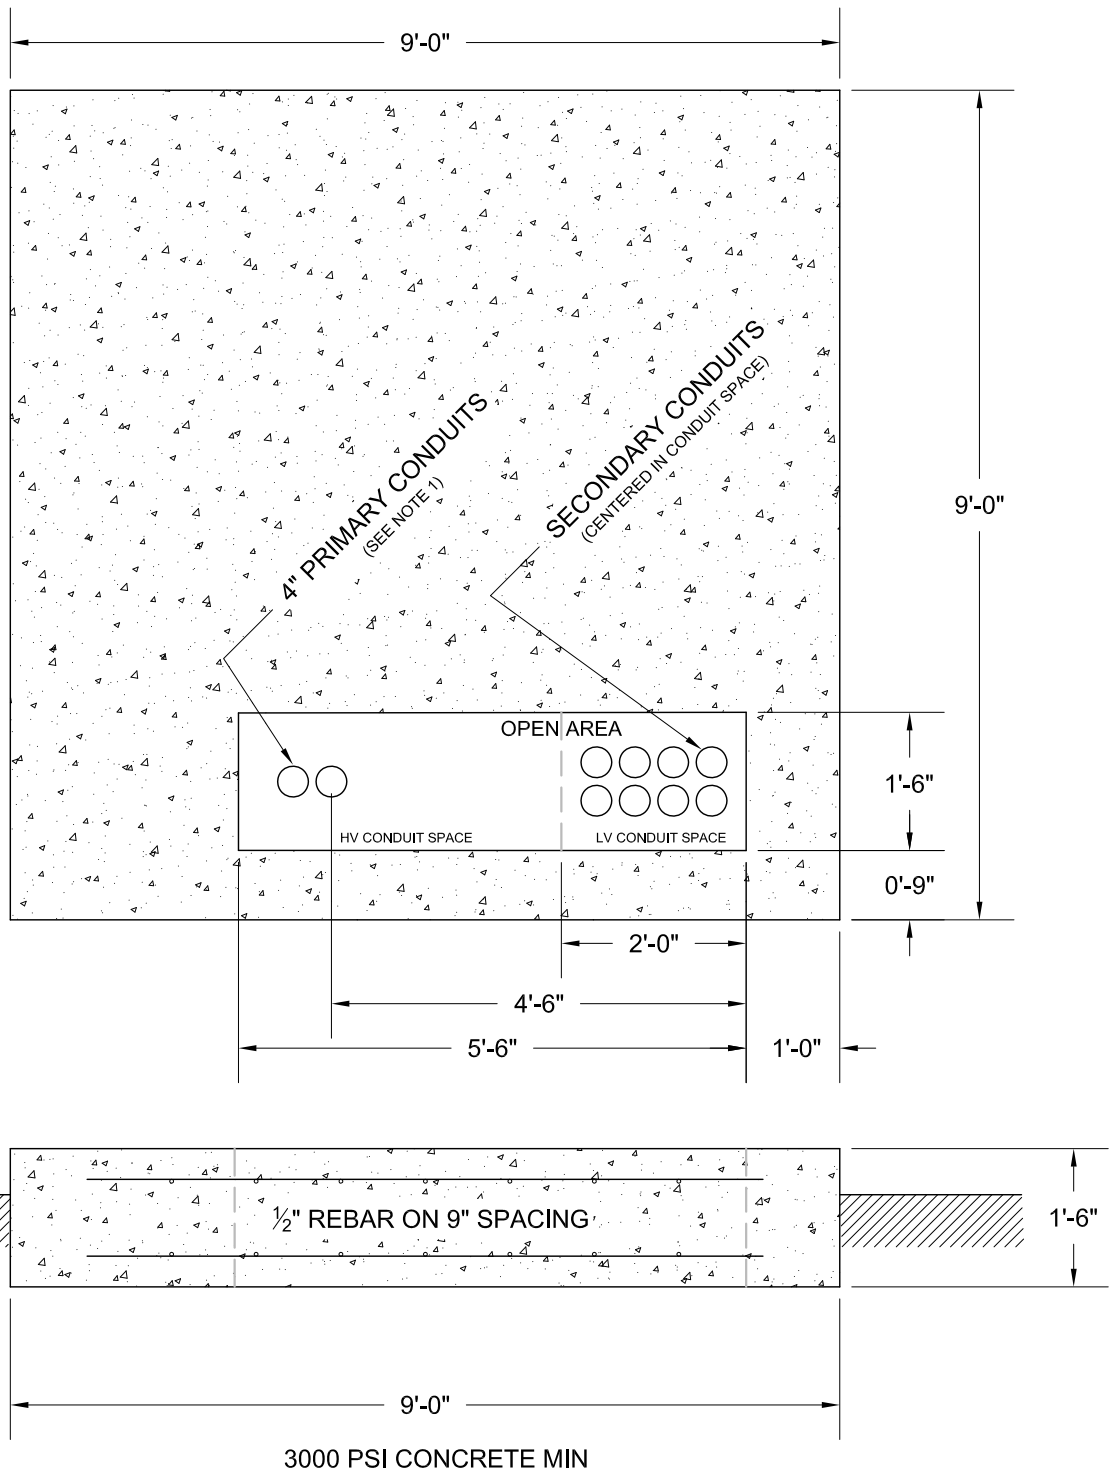 9'-0"
4" PRIMARY CONDUITS
(SEE NOTE 1)
SECONDARY CONDUITS
(CENTERED IN CONDUIT SPACE)
9'-0"
OPEN AREA
HV CONDUIT SPACE
LV CONDUIT SPACE
1'-6"
0'-9"
2'-0"
4'-6"
5'-6"
1'-0"
½" REBAR ON 9" SPACING
1'-6"
9'-0"
3000 PSI CONCRETE MIN